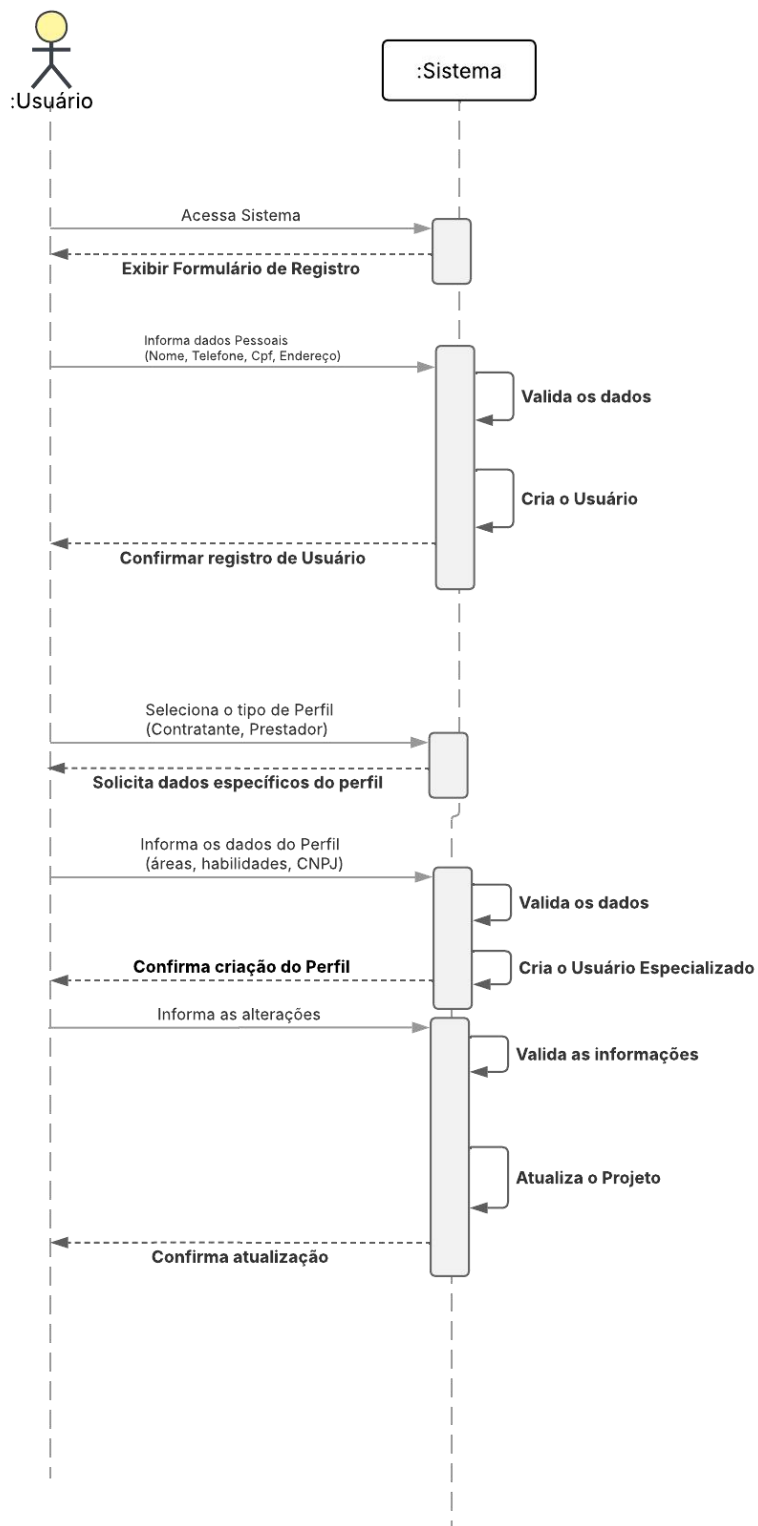 :Usuário
:Sistema
Acessa Sistema
Exibir Formulário de Registro
Informa dados Pessoais
(Nome, Telefone, Cpf, Endereço)
Valida os dados
Cria o Usuário
Confirmar registro de Usuário
Seleciona o tipo de Perfil
(Contratante, Prestador)
Solicita dados específicos do perfil
Informa os dados do Perfil
(áreas, habilidades, CNPJ)
Valida os dados
Confirma criação do Perfil
Cria o Usuário Especializado
Informa as alterações
Valida as informações
Atualiza o Projeto
Confirma atualização